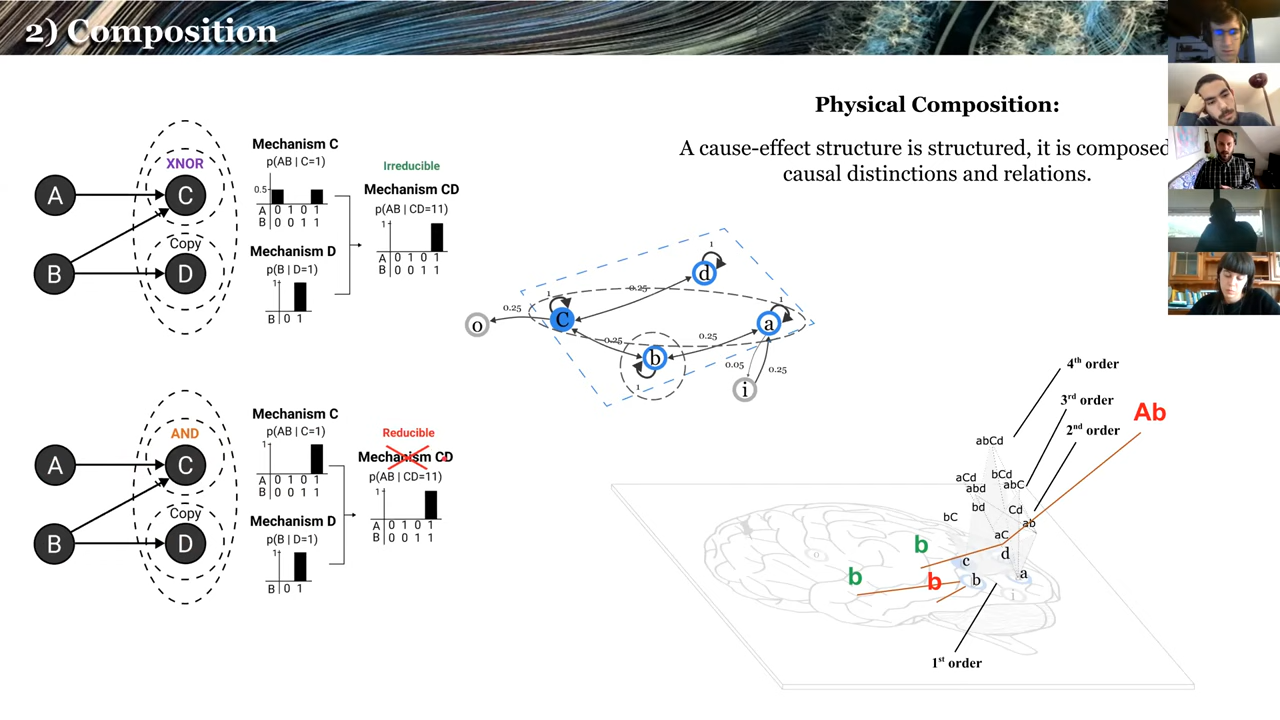 2) Composition
Physical Composition:
A cause-effect structure is structured, it is composed
causal distinctions and relations.
XNOR
A
C
Copy
B
D
Mechanism C
p(AB | C=1)
0.5
A 0 1 0 1
B 0 0 1 1
Mechanism D
p(B | D=1)
1
B 0 1
Irreducible
Mechanism CD
p(AB | CD=11)
1
A 0 1 0 1
B 0 0 1 1
AND
A
C
Copy
B
D
Mechanism C
p(AB | C=1)
1
A 0 1 0 1
B 0 0 1 1
Mechanism D
p(B | D=1)
1
B 0 1
Reducible
Mechanism CD
p(AB | CD=11)
1
A 0 1 0 1
B 0 0 1 1
1
d
0.25
1
1
0.25
o
C
a
0.25
0.25
b
1
0.05
0.25
i
4th order
3rd order
Ab
2nd order
abCd
aCd
bCd
abd
abC
bd
Cd
bC
ab
aC
b
d
c
b
b
b
a
o
i
1st order